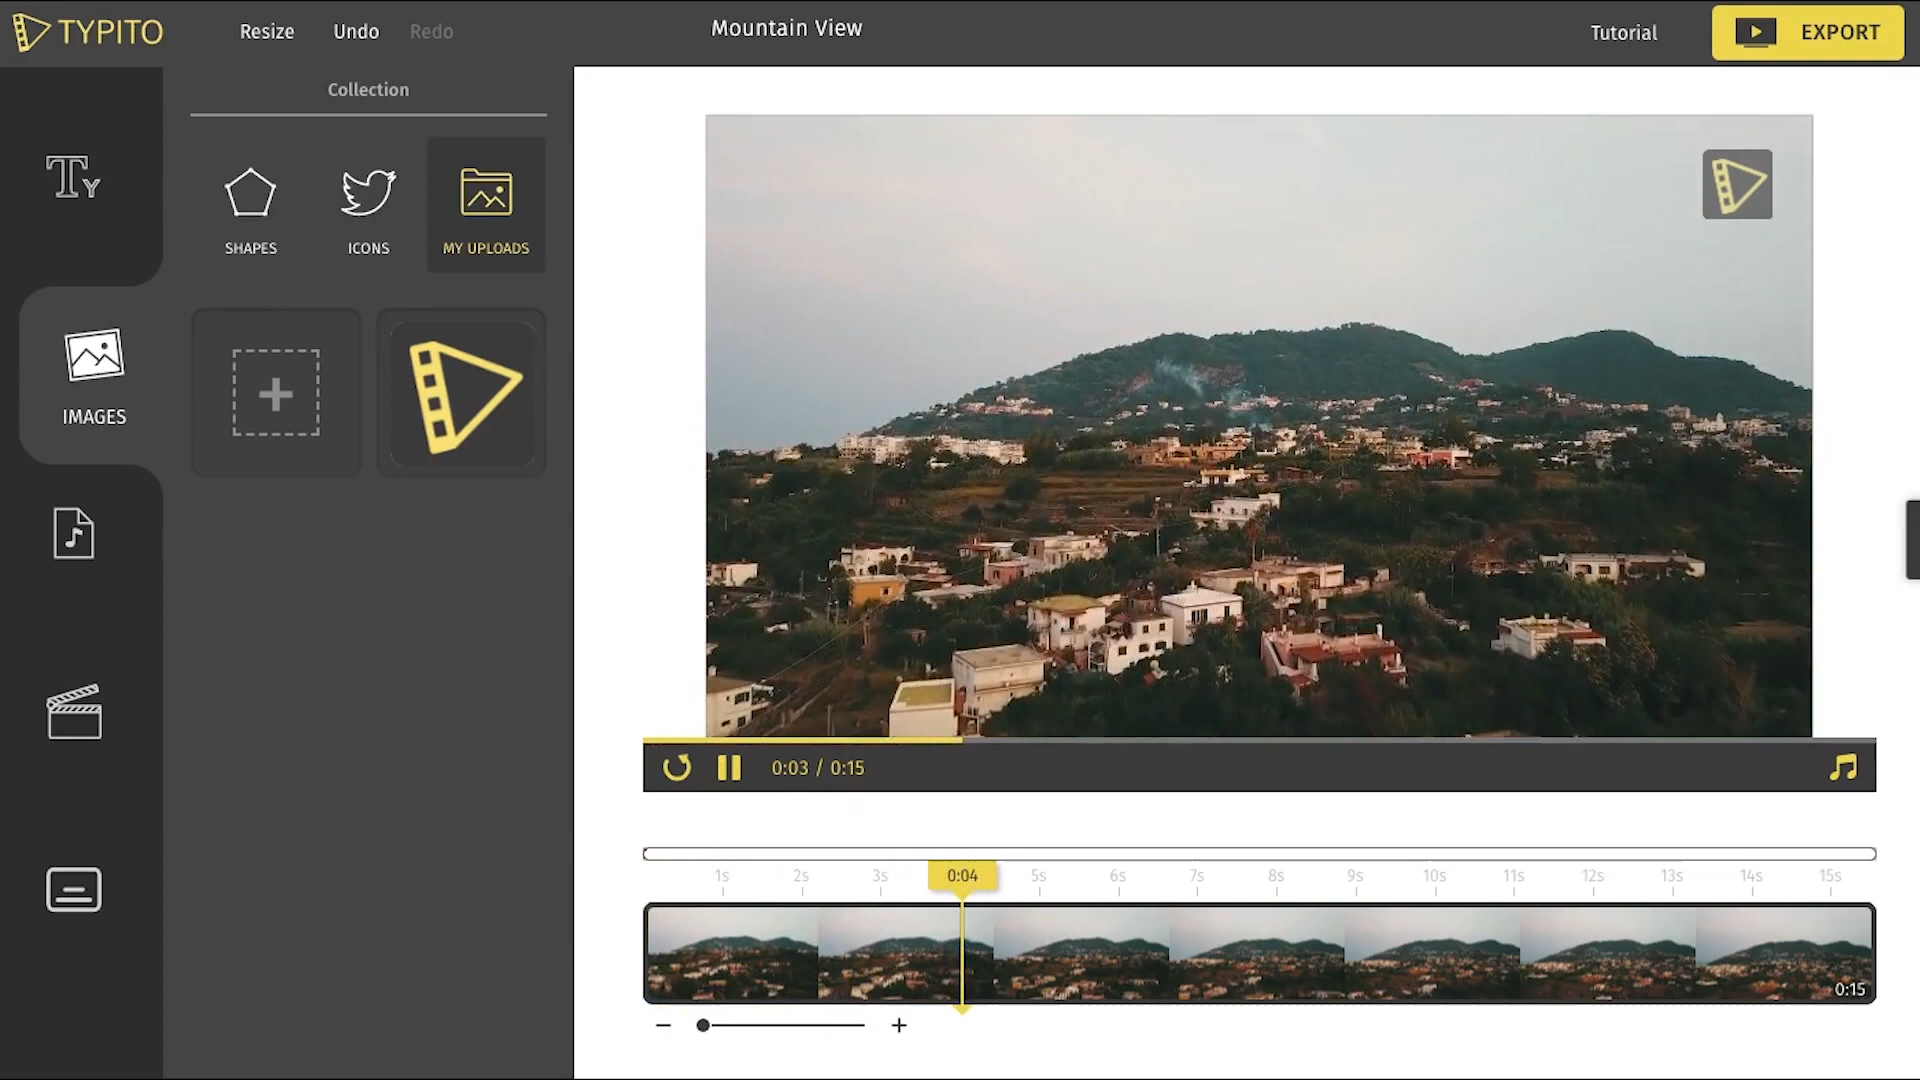 TYPITO
Resize
Undo
Redo
Mountain View
Tutorial
EXPORT
Collection
Ty
SHAPES
ICONS
MY UPLOADS
IMAGES
0:03 / 0:15
1s
2s
3s
0:04
5s
6s
7s
8s
9s
10s
11s
12s
13s
14s
15s
0:15